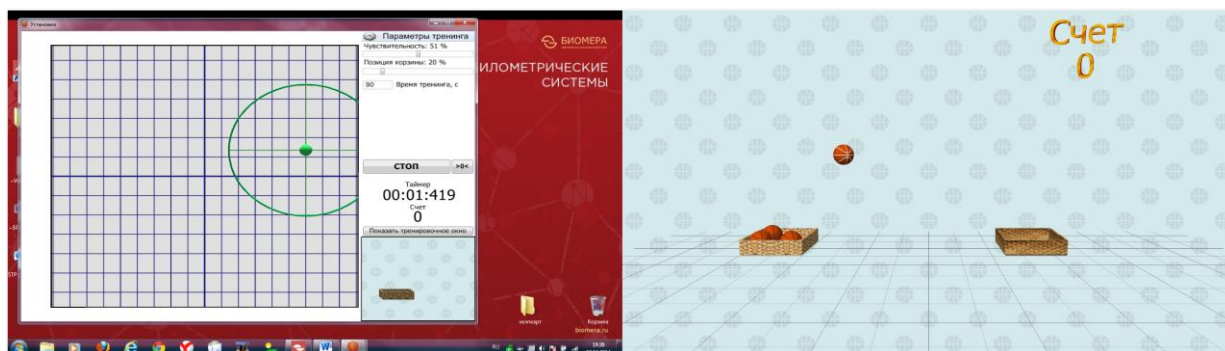 Установки
Параметры тренинга
Чувствительность: 51 %
Позиция корзины: 20 %
90 Время тренинга, с
СТОП >0<
Таймер
00:01:419
Счет
0
Показать тренировочное окно
БИОМЕРА
ИЛОМЕТРИЧЕСКИЕ
СИСТЕМЫ
Корзина
biomera.ru
RU
Счет
0